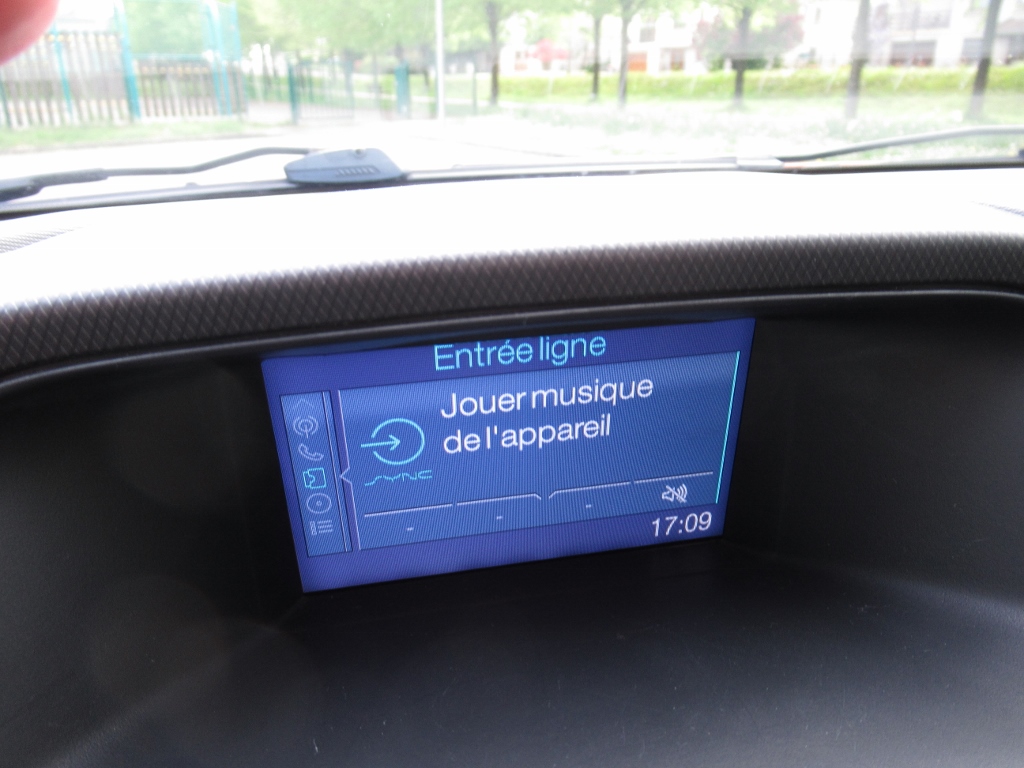 Entrée ligne
Jouer musique
de l'appareil
SYNC
17:09